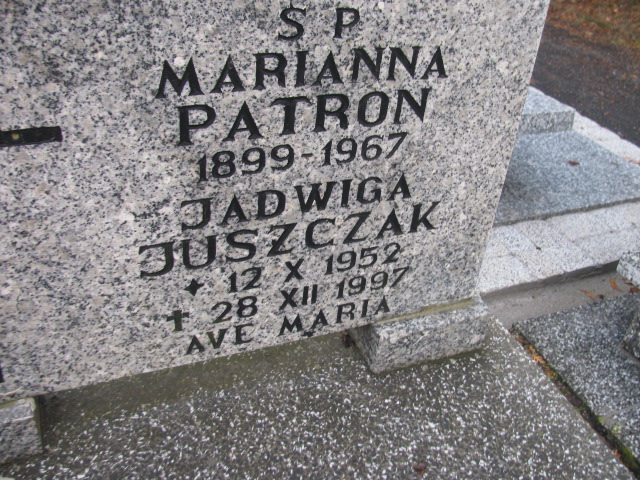 SP
MARIANNA
PATRON
1899-1967
JADWIGA
JUSZCZAK
12 X 1952
† 28 XII 1997
AVE MARIA